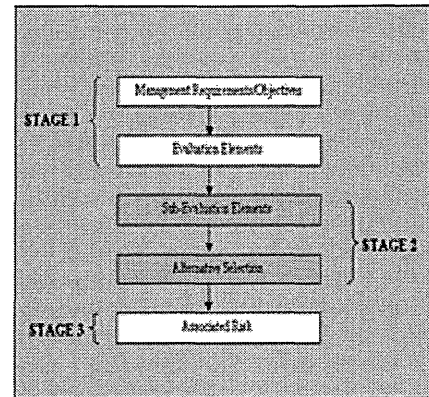 Management Requirements/Objectives
STAGE 1
Evaluation Elements
Sub-Evaluation Elements
STAGE 2
Alternative Selection
STAGE 3
Associated Risk